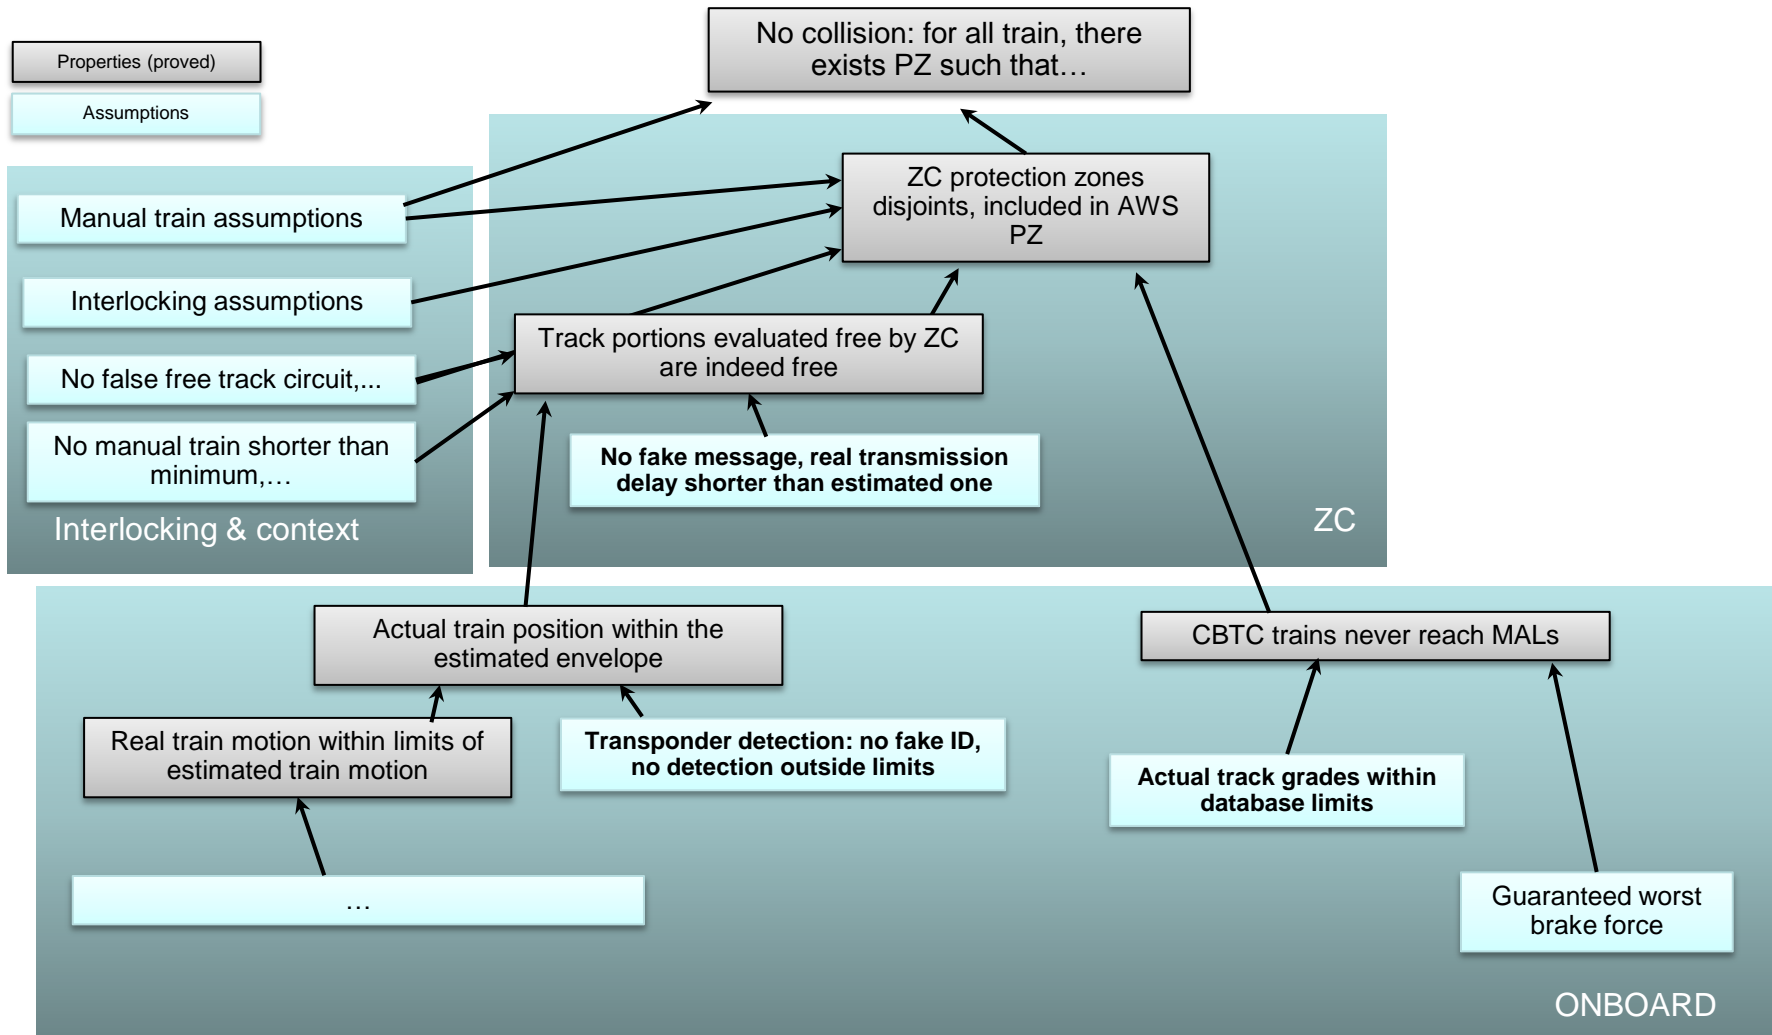 No collision: for all train, there
exists PZ such that…
Properties (proved)
Assumptions
ZC protection zones
disjoints, included in AWS
PZ
Manual train assumptions
Interlocking assumptions
Track portions evaluated free by ZC
are indeed free
No false free track circuit,...
No manual train shorter than
minimum,…
No fake message, real transmission
delay shorter than estimated one
Interlocking & context
ZC
Actual train position within the
estimated envelope
CBTC trains never reach MALs
Real train motion within limits of
estimated train motion
Transponder detection: no fake ID,
no detection outside limits
Actual track grades within
database limits
…
Guaranteed worst
brake force
ONBOARD